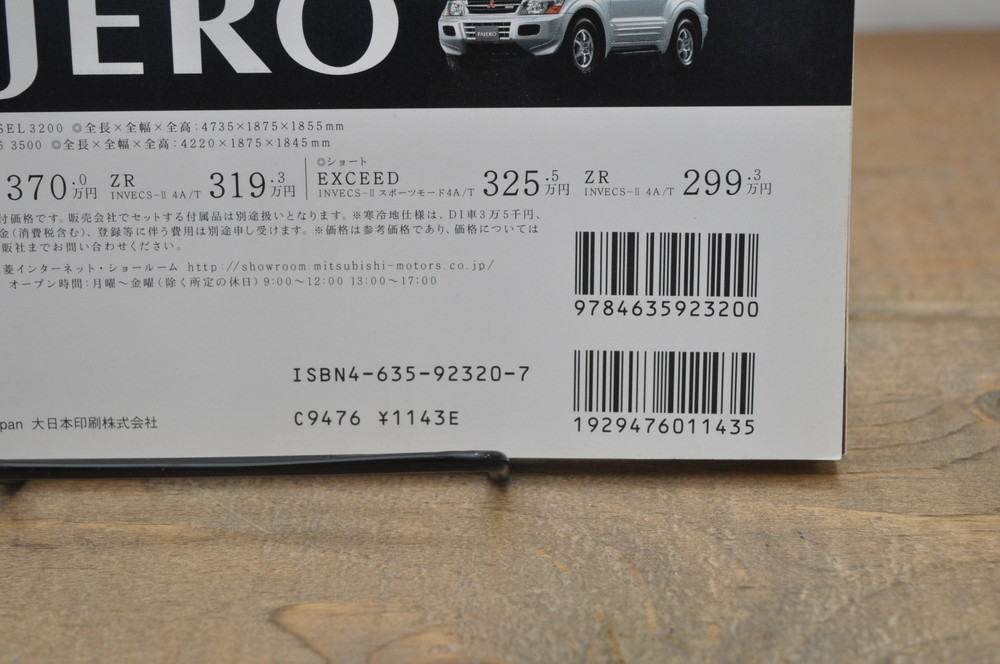 JERO
PAJERO
SEL3200 ◎全長×全幅×全高:4735×1875×1855mm
3500 ◎全長×全幅×全高:4220×1875×1845mm
370.0万円 ZR INVECS-II 4A/T 319.3万円 ◎ショート EXCEED INVECS-II スポーツモード4A/T 325.5万円 ZR INVECS-II 4A/T 299.3万円
付価格です。販売会社でセットする付属品は別途扱いとなります。※寒冷地仕様は、DI車3万5千円、
金(消費税含む)、登録等に伴う費用は別途申し受けます。※価格は参考価格であり、価格については
販社までお問い合わせください。
菱インターネット・ショールーム http://showroom.mitsubishi-motors.co.jp/
オープン時間:月曜〜金曜(除く所定の休日)9:00〜12:00 13:00〜17:00
9784635923200
ISBN4-635-92320-7
C9476 ¥1143E
1929476011435
pan 大日本印刷株式会社